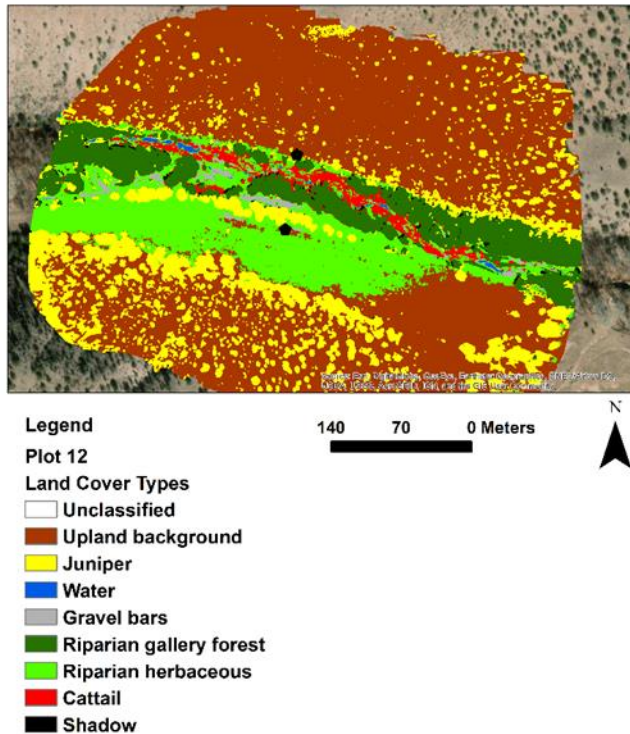 Legend
140 70 0 Meters
N
Plot 12
Land Cover Types
Unclassified
Upland background
Juniper
Water
Gravel bars
Riparian gallery forest
Riparian herbaceous
Cattail
Shadow